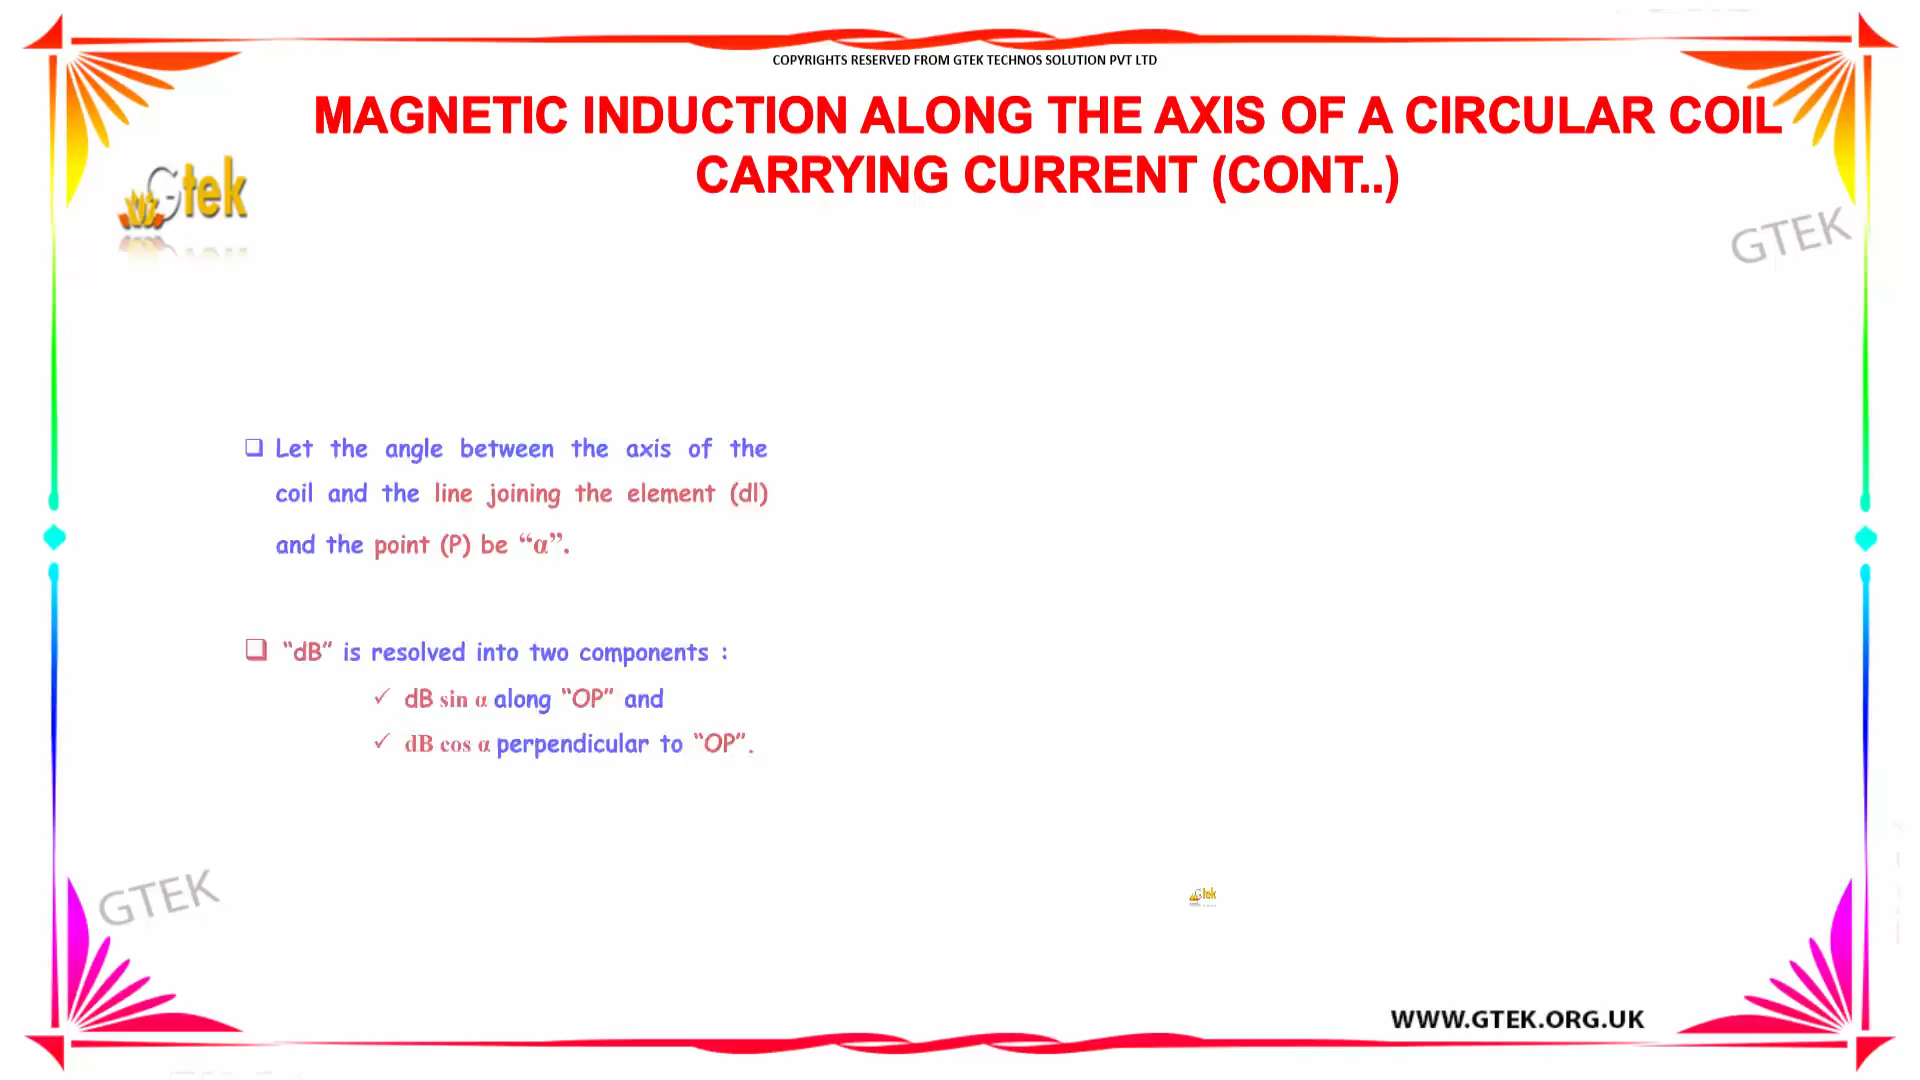 COPYRIGHTS RESERVED FROM GTEK TECHNOS SOLUTION PVT LTD
MAGNETIC INDUCTION ALONG THE AXIS OF A CIRCULAR COIL
CARRYING CURRENT (CONT..)
Gtek
GTEK
❑ Let the angle between the axis of the
coil and the line joining the element (dl)
and the point (P) be “α”.
❑ “dB” is resolved into two components :
✓ dB sin α along “OP” and
✓ dB cos α perpendicular to “OP”.
GTEK
Gtek
WWW.GTEK.ORG.UK